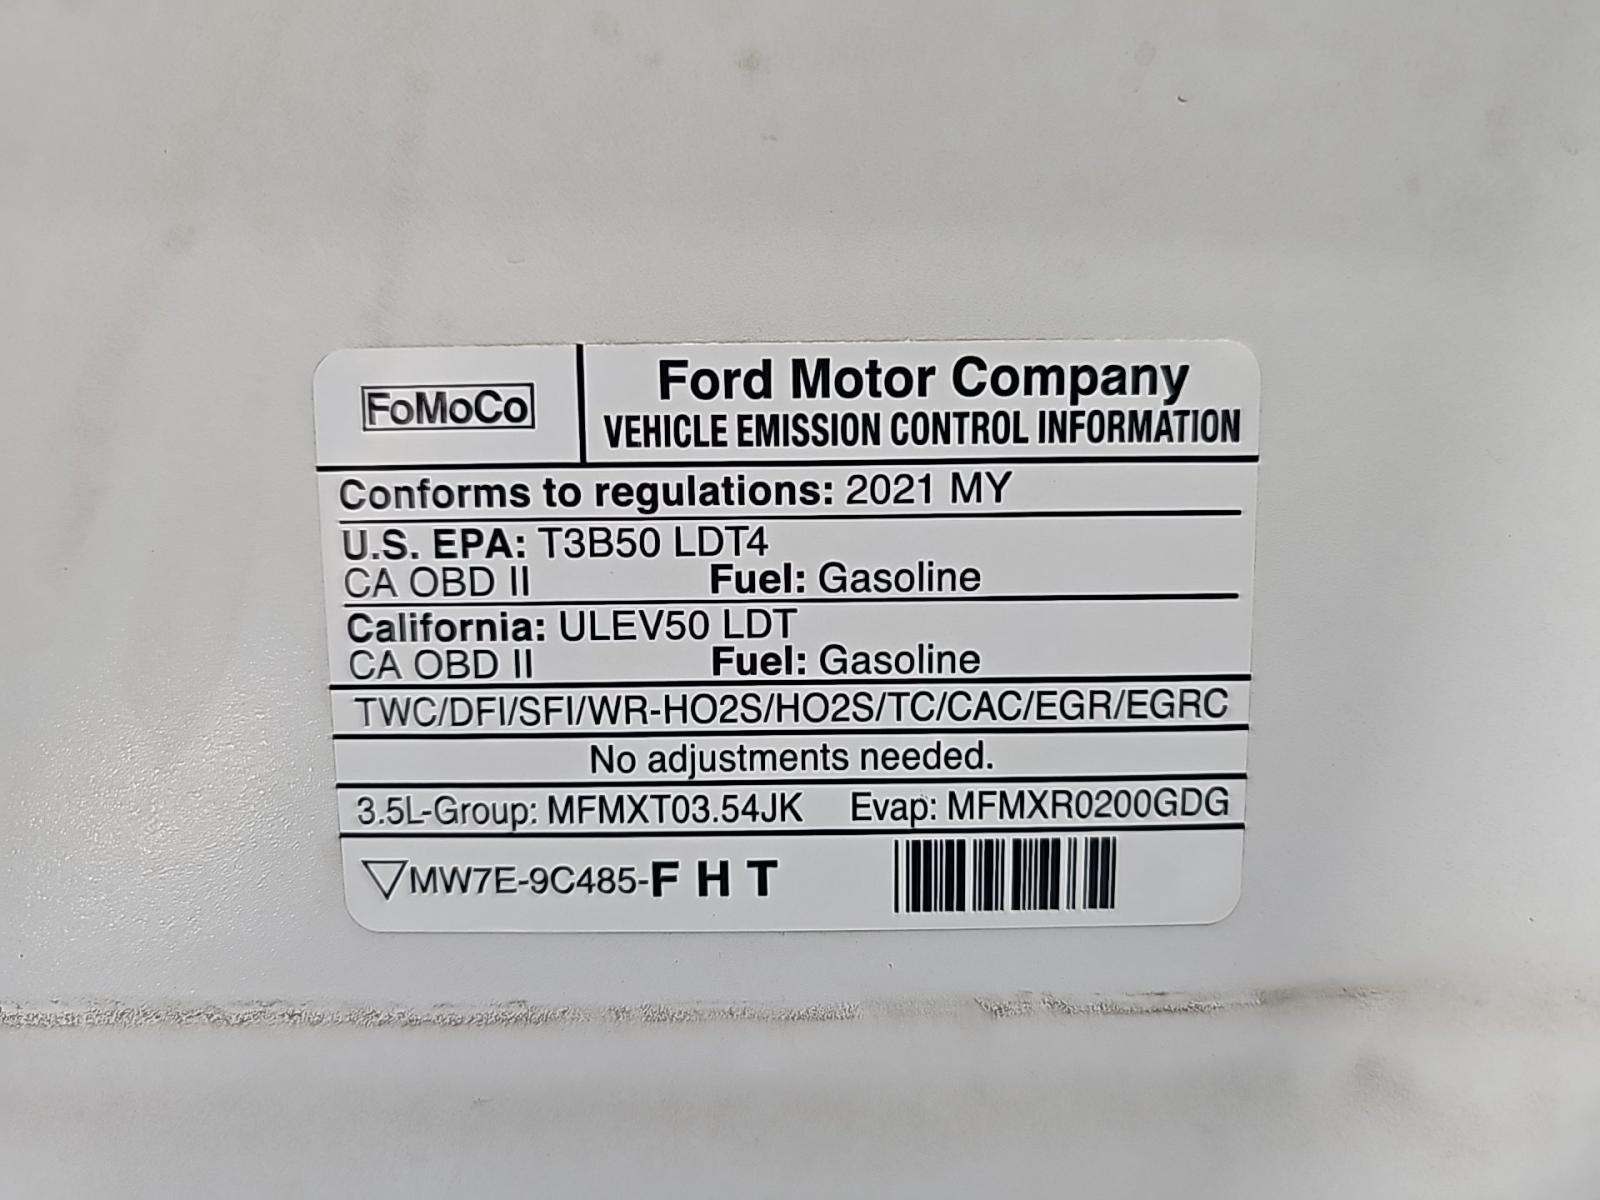 FoMoCo
Ford Motor Company
VEHICLE EMISSION CONTROL INFORMATION
Conforms to regulations: 2021 MY
U.S. EPA: T3B50 LDT4
CA OBD II Fuel: Gasoline
California: ULEV50 LDT
CA OBD II Fuel: Gasoline
TWC/DFI/SFI/WR-HO2S/HO2S/TC/CAC/EGR/EGRC
No adjustments needed.
3.5L-Group: MFMXT03.54JK Evap: MFMXR0200GDG
MW7E-9C485-F H T